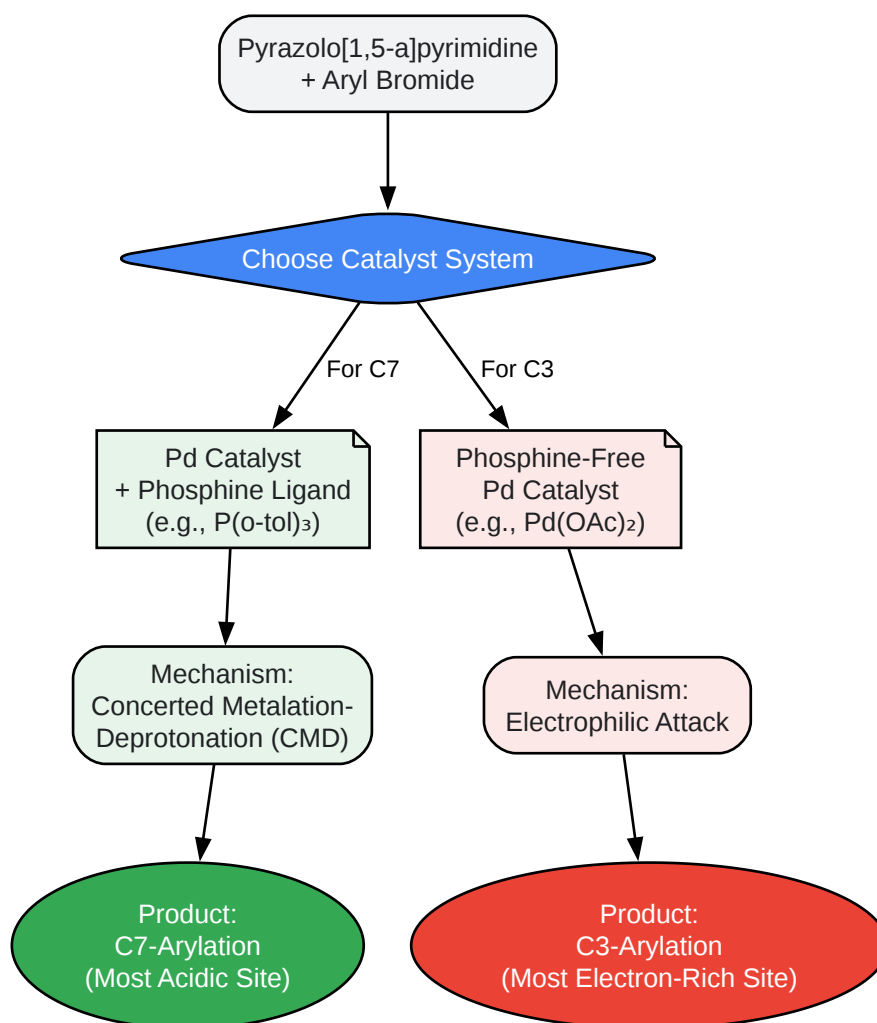 Pyrazolo[1,5-a]pyrimidine
+ Aryl Bromide
Choose Catalyst System
For C7
For C3
Pd Catalyst
+ Phosphine Ligand
(e.g., P(o-tol)₃)
Phosphine-Free
Pd Catalyst
(e.g., Pd(OAc)₂)
Mechanism:
Concerted Metalation-
Deprotonation (CMD)
Mechanism:
Electrophilic Attack
Product:
C7-Arylation
(Most Acidic Site)
Product:
C3-Arylation
(Most Electron-Rich Site)